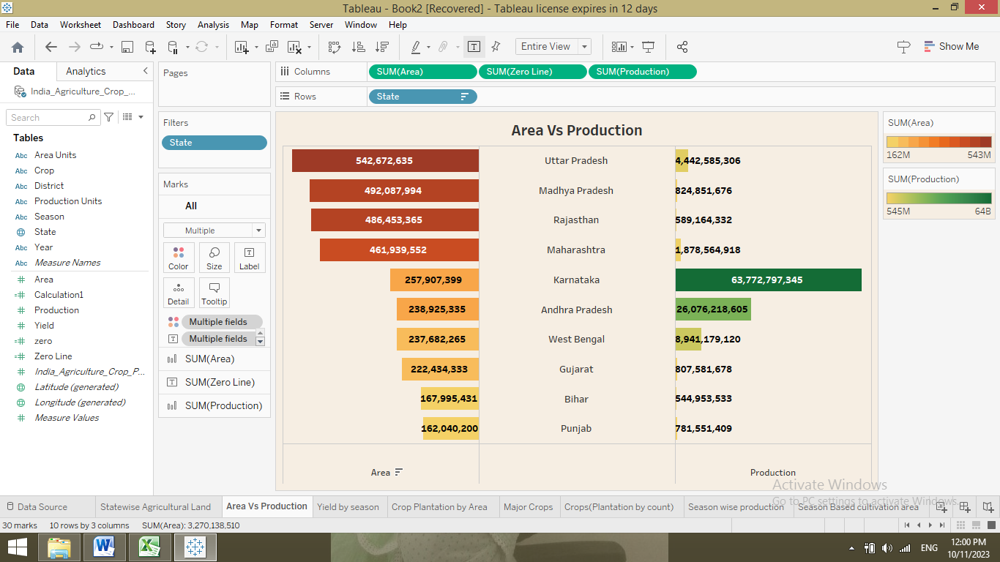 Tableau - Book2 [Recovered] - Tableau license expires in 12 days
File Data Worksheet Dashboard Story Analysis Map Format Server Window Help
Entire View
Show Me
Data Analytics
India_Agriculture_Crop_...
Search
Tables
Abc Area Units
Abc Crop
Abc District
Abc Production Units
Abc Season
State
Abc Year
Abc Measure Names
# Area
=# Calculation1
# Production
# Yield
=# zero
=# Zero Line
# India_Agriculture_Crop_P...
Latitude (generated)
Longitude (generated)
# Measure Values
Pages
Filters
State
Marks
All
Multiple
Color Size Label
Detail Tooltip
Multiple fields
Multiple fields
SUM(Area)
SUM(Zero Line)
SUM(Production)
Columns SUM(Area) SUM(Zero Line) SUM(Production)
Rows State
Area Vs Production
542,672,635 Uttar Pradesh 4,442,585,306
492,087,994 Madhya Pradesh 824,851,676
486,453,365 Rajasthan 589,164,332
461,939,552 Maharashtra 1,878,564,918
257,907,399 Karnataka 63,772,797,345
238,925,335 Andhra Pradesh 26,076,218,605
237,682,265 West Bengal 8,941,179,120
222,434,333 Gujarat 807,581,678
167,995,431 Bihar 544,953,533
162,040,200 Punjab 781,551,409
Area Production
SUM(Area)
162M 543M
SUM(Production)
545M 64B
Activate Windows
Go to PC settings to activate Windows.
Data Source Statewise Agricultural Land Area Vs Production Yield by season Crop Plantation by Area Major Crops Crops(Plantation by count) Season wise production Season Based cultivation area
30 marks 10 rows by 3 columns SUM(Area): 3,270,138,510
ENG
12:00 PM
10/11/2023